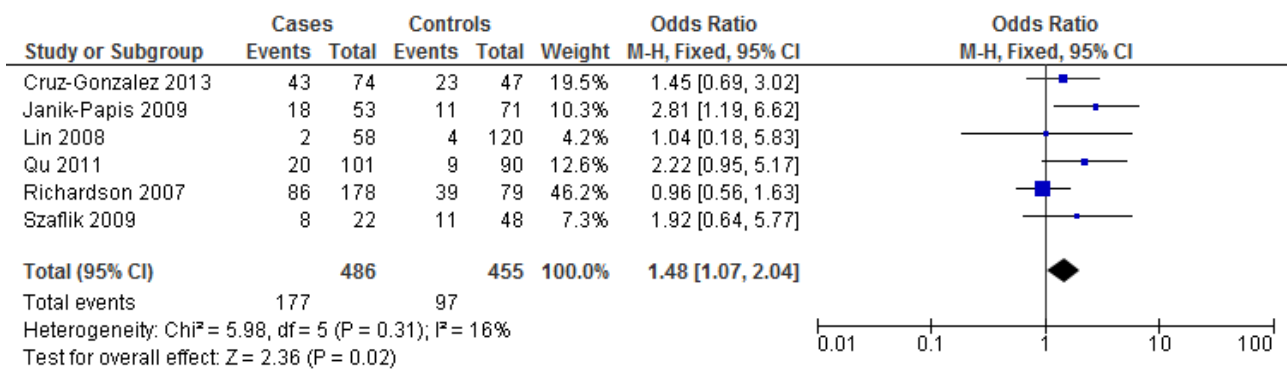 Cases Controls Odds Ratio Odds Ratio
Study or Subgroup Events Total Events Total Weight M-H, Fixed, 95% CI M-H, Fixed, 95% CI
Cruz-Gonzalez 2013 43 74 23 47 19.5% 1.45 [0.69, 3.02]
Janik-Papis 2009 18 53 11 71 10.3% 2.81 [1.19, 6.62]
Lin 2008 2 58 4 120 4.2% 1.04 [0.18, 5.83]
Qu 2011 20 101 9 90 12.6% 2.22 [0.95, 5.17]
Richardson 2007 86 178 39 79 46.2% 0.96 [0.56, 1.63]
Szaflik 2009 8 22 11 48 7.3% 1.92 [0.64, 5.77]
Total (95% CI) 486 455 100.0% 1.48 [1.07, 2.04]
Total events 177 97
Heterogeneity: Chi² = 5.98, df = 5 (P = 0.31); I² = 16%
Test for overall effect: Z = 2.36 (P = 0.02)
0.01 0.1 1 10 100